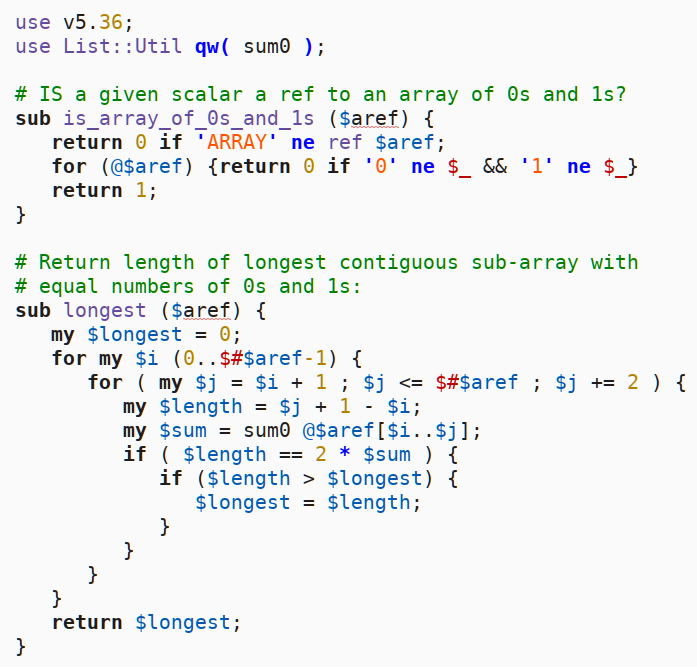 use v5.36;
use List::Util qw( sum0 );

# IS a given scalar a ref to an array of 0s and 1s?
sub is_array_of_0s_and_1s ($aref) {
   return 0 if 'ARRAY' ne ref $aref;
   for (@$aref) {return 0 if '0' ne $_ && '1' ne $_}
   return 1;
}

# Return length of longest contiguous sub-array with
# equal numbers of 0s and 1s:
sub longest ($aref) {
   my $longest = 0;
   for my $i (0..$#$aref-1) {
      for ( my $j = $i + 1 ; $j <= $#$aref ; $j += 2 ) {
         my $length = $j + 1 - $i;
         my $sum = sum0 @$aref[$i..$j];
         if ( $length == 2 * $sum ) {
            if ($length > $longest) {
               $longest = $length;
            }
         }
      }
   }
   return $longest;
}